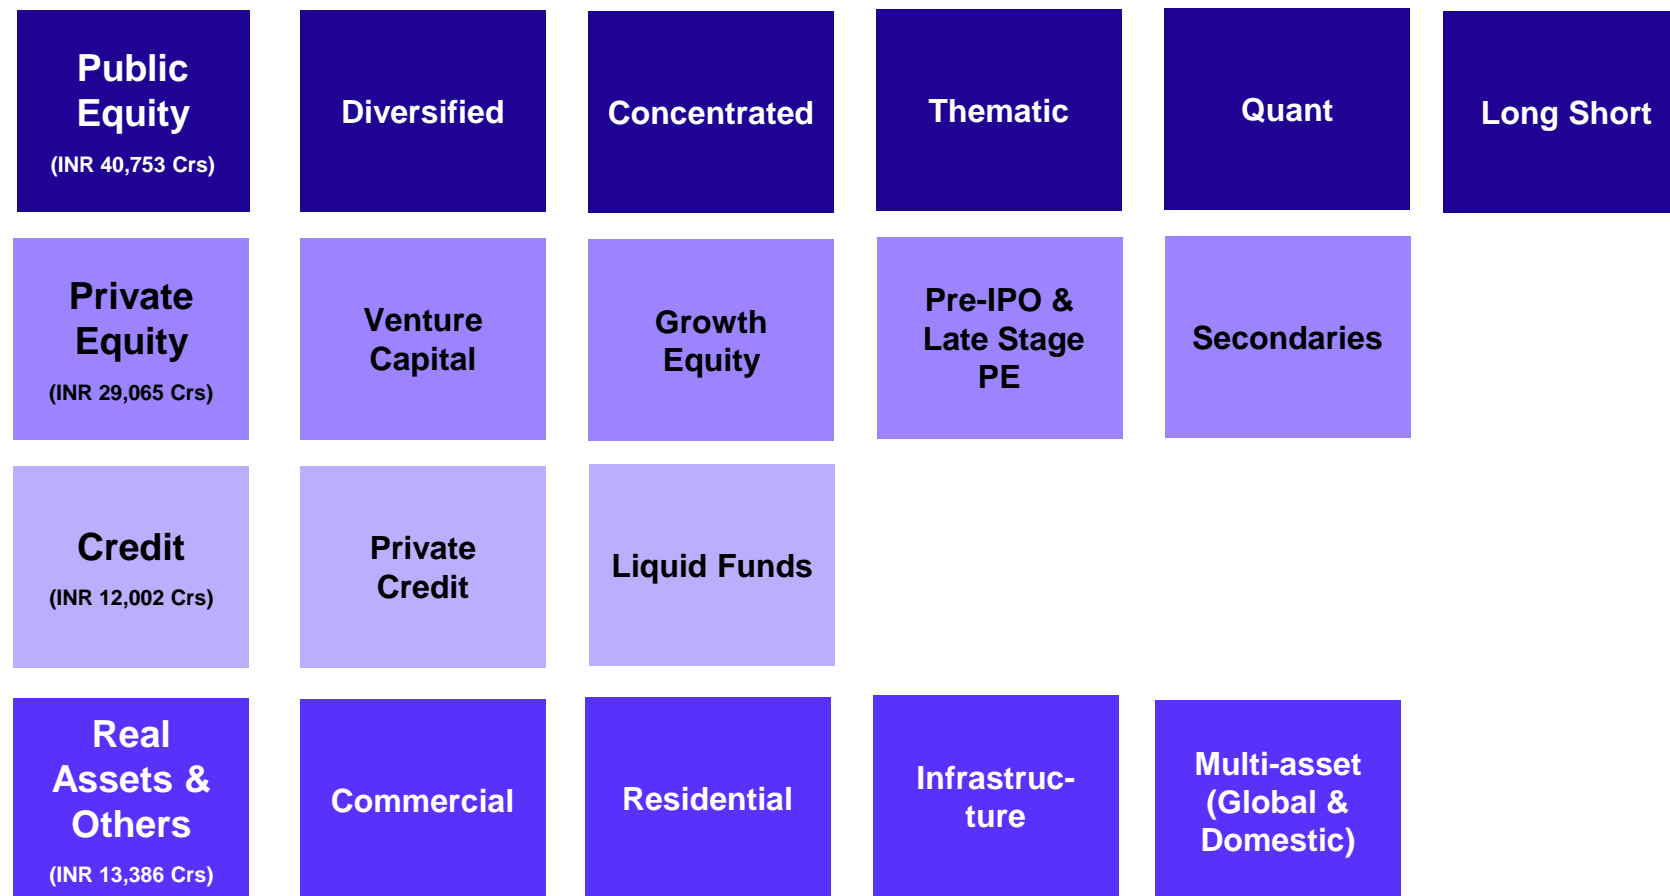 Public
Equity
(INR 40,753 Crs)
Diversified
Concentrated
Thematic
Quant
Long Short
Private
Equity
(INR 29,065 Crs)
Venture
Capital
Growth
Equity
Pre-IPO &
Late Stage
PE
Secondaries
Credit
(INR 12,002 Crs)
Private
Credit
Liquid Funds
Real
Assets &
Others
(INR 13,386 Crs)
Commercial
Residential
Infrastruc-
ture
Multi-asset
(Global &
Domestic)